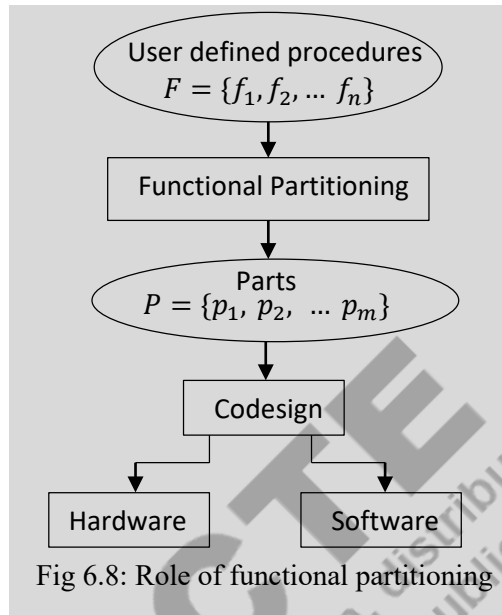 User defined procedures
F = {f₁, f₂, … fₙ}
Functional Partitioning
Parts
P = {p₁, p₂, … pₘ}
Codesign
Hardware
Software
Fig 6.8: Role of functional partitioning